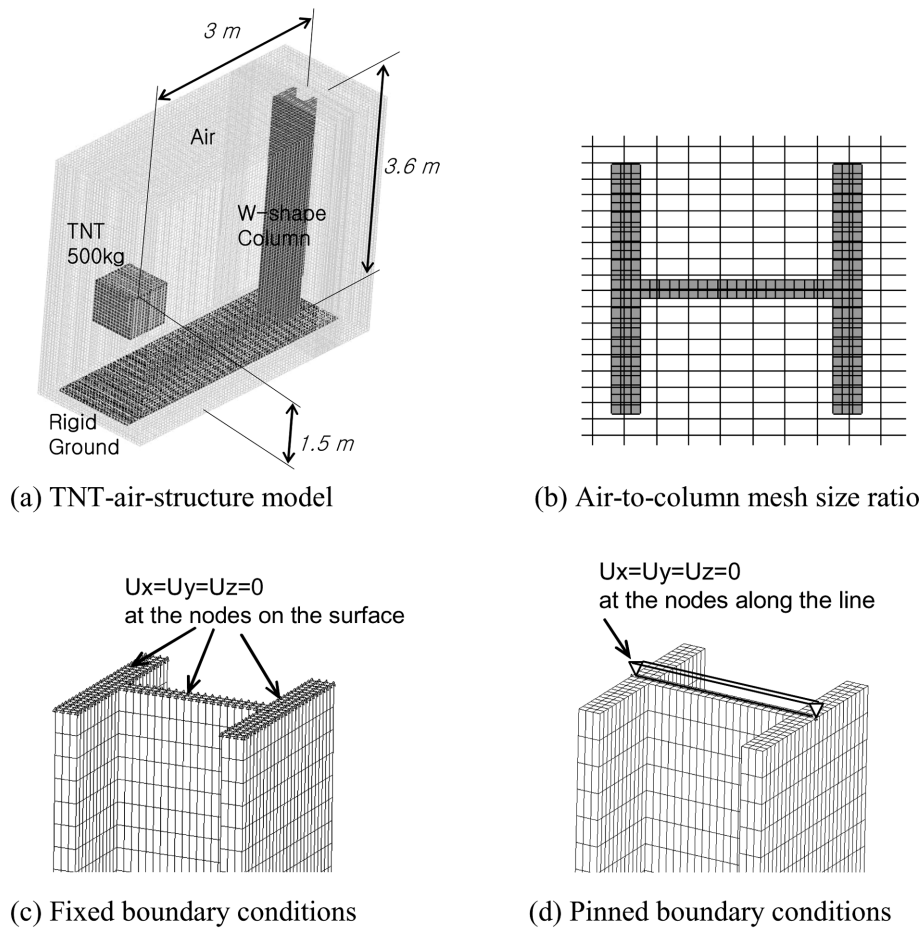 3 m
Air
3.6 m
TNT
500kg
W-shape
Column
Rigid
Ground
1.5 m
(a) TNT-air-structure model
(b) Air-to-column mesh size ratio
Ux=Uy=Uz=0
at the nodes on the surface
Ux=Uy=Uz=0
at the nodes along the line
(c) Fixed boundary conditions
(d) Pinned boundary conditions